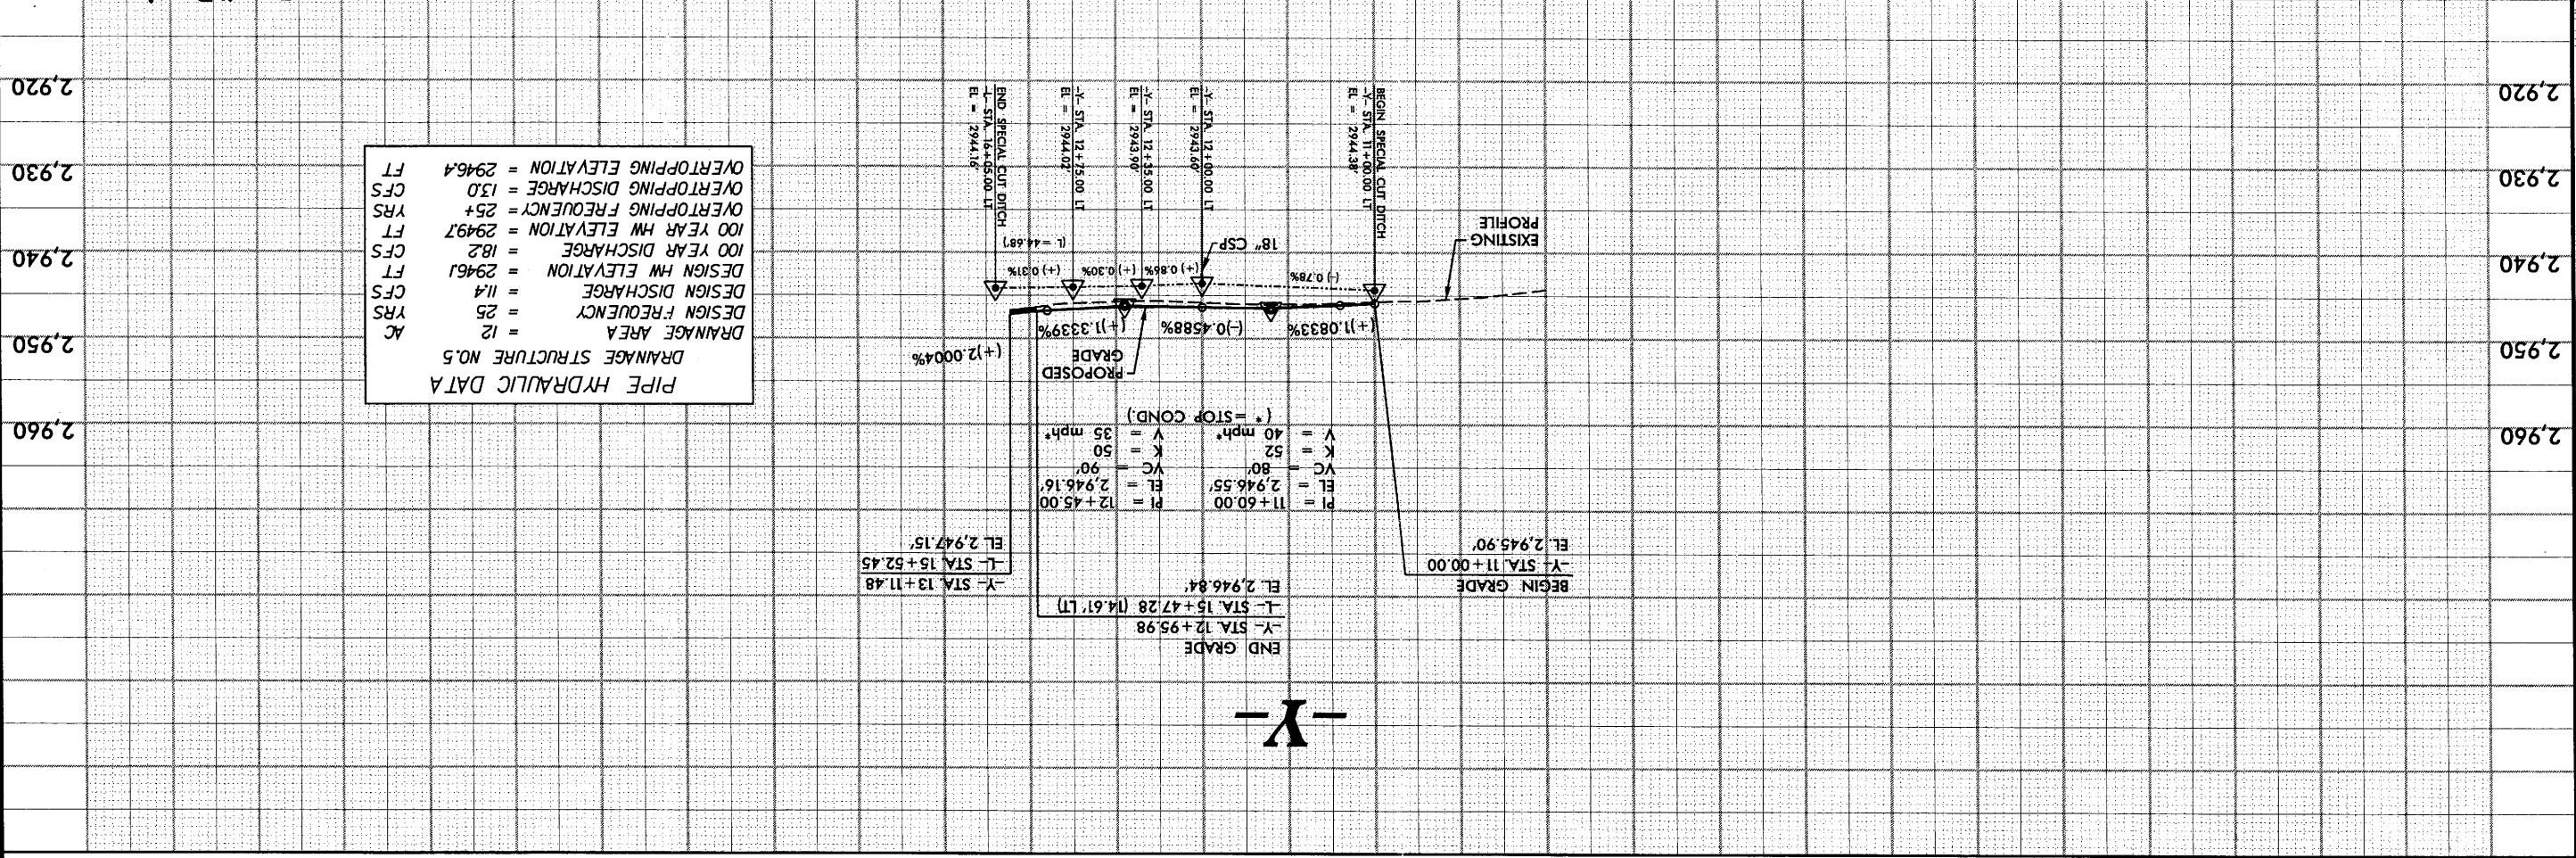 -Y-
END GRADE
-Y- STA. 12+95.98
-L- STA. 15+47.28 (14.61' LT)
EL. 2,946.84'
BEGIN GRADE
-Y- STA. 11+00.00
EL. 2,945.90'
-Y- STA. 13+11.48
-L- STA. 15+52.45
EL. 2,947.15'
PI = 11+60.00
EL = 2,946.55'
VC = 80'
K = 52
V = 40 mph*
PI = 12+45.00
EL = 2,946.16'
VC = 90'
K = 50
V = 35 mph*
( * =STOP COND.)
2,960
2,960
PIPE HYDRAULIC DATA
DRAINAGE STRUCTURE NO.5
DRAINAGE AREA = 12 AC
DESIGN FREQUENCY = 25 YRS
DESIGN DISCHARGE = 11.4 CFS
DESIGN HW ELEVATION = 2946.1 FT
100 YEAR DISCHARGE = 18.2 CFS
100 YEAR HW ELEVATION = 2949.7 FT
OVERTOPPING FREQUENCY = 25+ YRS
OVERTOPPING DISCHARGE = 13.0 CFS
OVERTOPPING ELEVATION = 2946.4 FT
PROPOSED
GRADE
2,950
2,950
(+)1.0833%
(-)0.4588%
(+)1.3339%
(+)2.0004%
(-) 0.78%
(+) 0.86%
(+) 0.30%
(+) 0.31%
2,940
2,940
EXISTING
PROFILE
18" CSP
(L = 44.68')
2,930
2,930
BEGIN SPECIAL CUT DITCH
-Y- STA. 11+00.00 LT
EL = 2944.38'
-Y- STA. 12+00.00 LT
EL = 2943.60'
-Y- STA. 12+35.00 LT
EL = 2943.90'
-Y- STA. 12+75.00 LT
EL = 2944.02'
END SPECIAL CUT DITCH
-L- STA. 16+05.00 LT
EL = 2944.16'
2,920
2,920